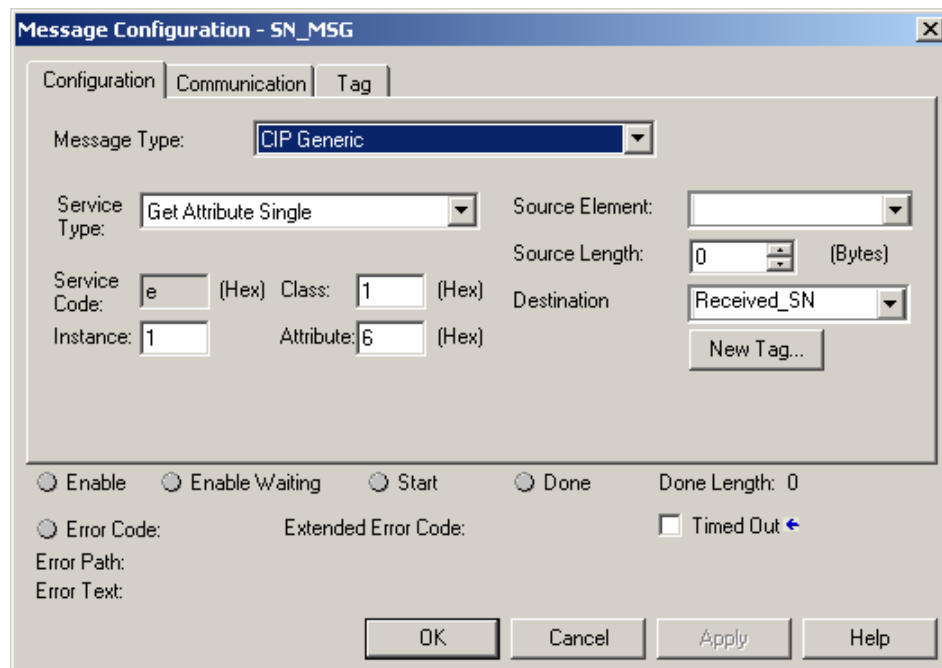 Message Configuration - SN_MSG
Configuration Communication Tag
Message Type: CIP Generic
Service Type: Get Attribute Single
Source Element:
Source Length: 0 (Bytes)
Service Code: e (Hex) Class: 1 (Hex)
Destination Received_SN
Instance: 1 Attribute: 6 (Hex)
New Tag...
Enable Enable Waiting Start Done Done Length: 0
Error Code: Extended Error Code: Timed Out
Error Path:
Error Text:
OK Cancel Apply Help